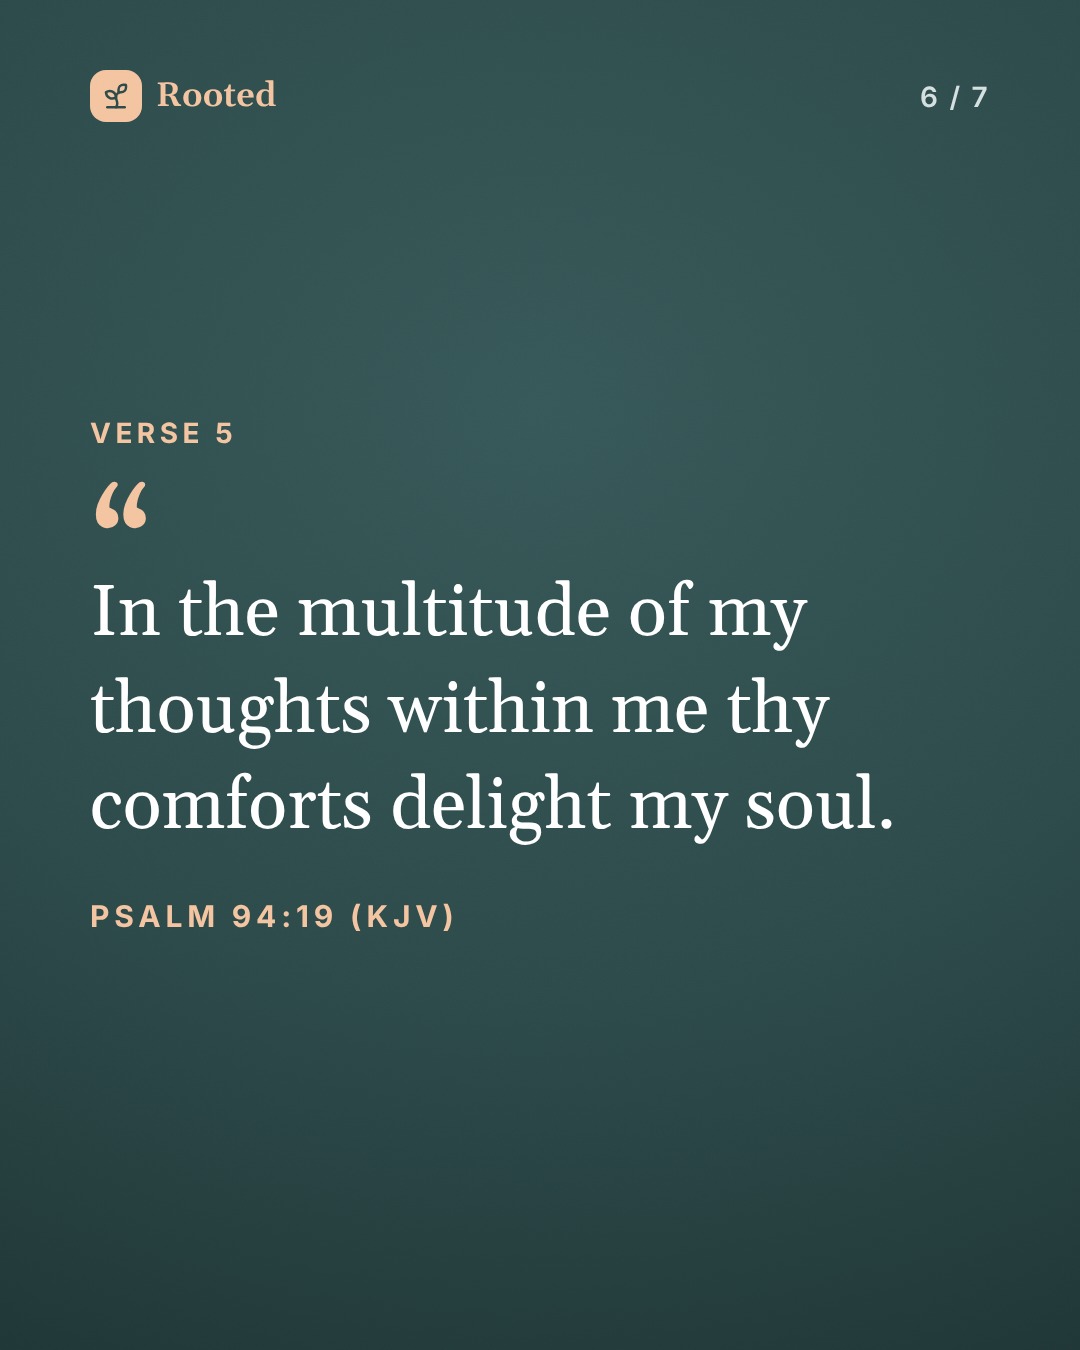 Rooted
6 / 7
VERSE 5
“
In the multitude of my
thoughts within me thy
comforts delight my soul.
PSALM 94:19 (KJV)